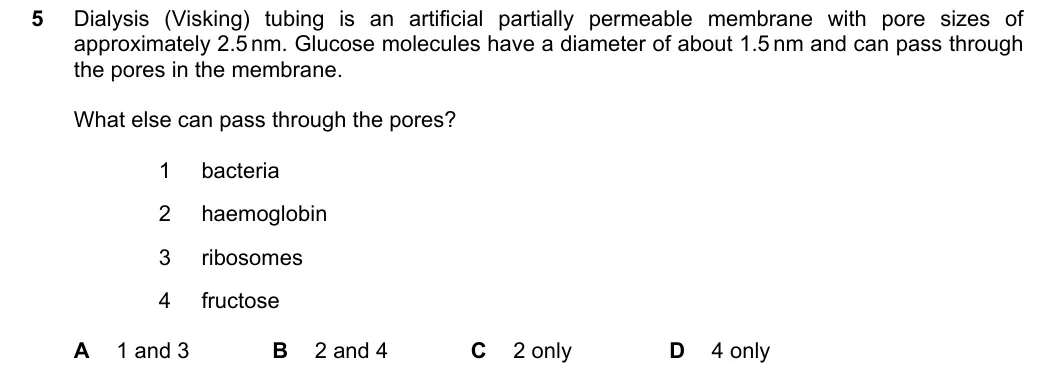 5 Dialysis (Visking) tubing is an artificial partially permeable membrane with pore sizes of
approximately 2.5 nm. Glucose molecules have a diameter of about 1.5 nm and can pass through
the pores in the membrane.
What else can pass through the pores?
1 bacteria
2 haemoglobin
3 ribosomes
4 fructose
A 1 and 3 B 2 and 4 C 2 only D 4 only